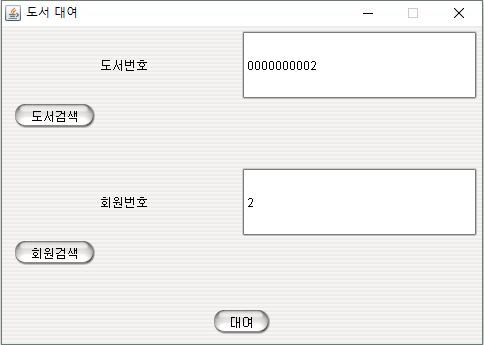 도서 대여
도서번호
0000000002
도서검색
회원번호
2
회원검색
대여